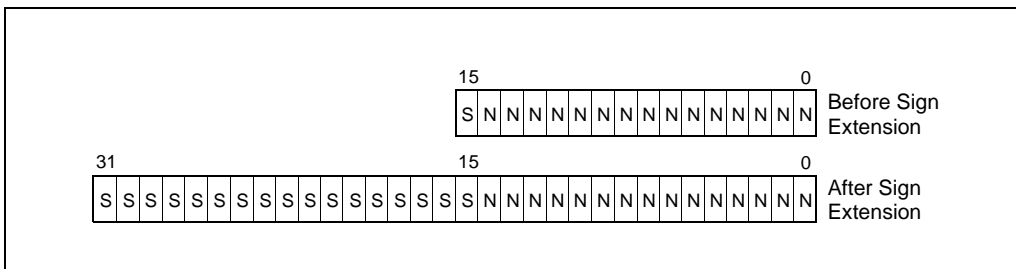 15 0
S N N N N N N N N N N N N N N N
Before Sign
Extension
31 15 0
S S S S S S S S S S S S S S S S S N N N N N N N N N N N N N N N
After Sign
Extension